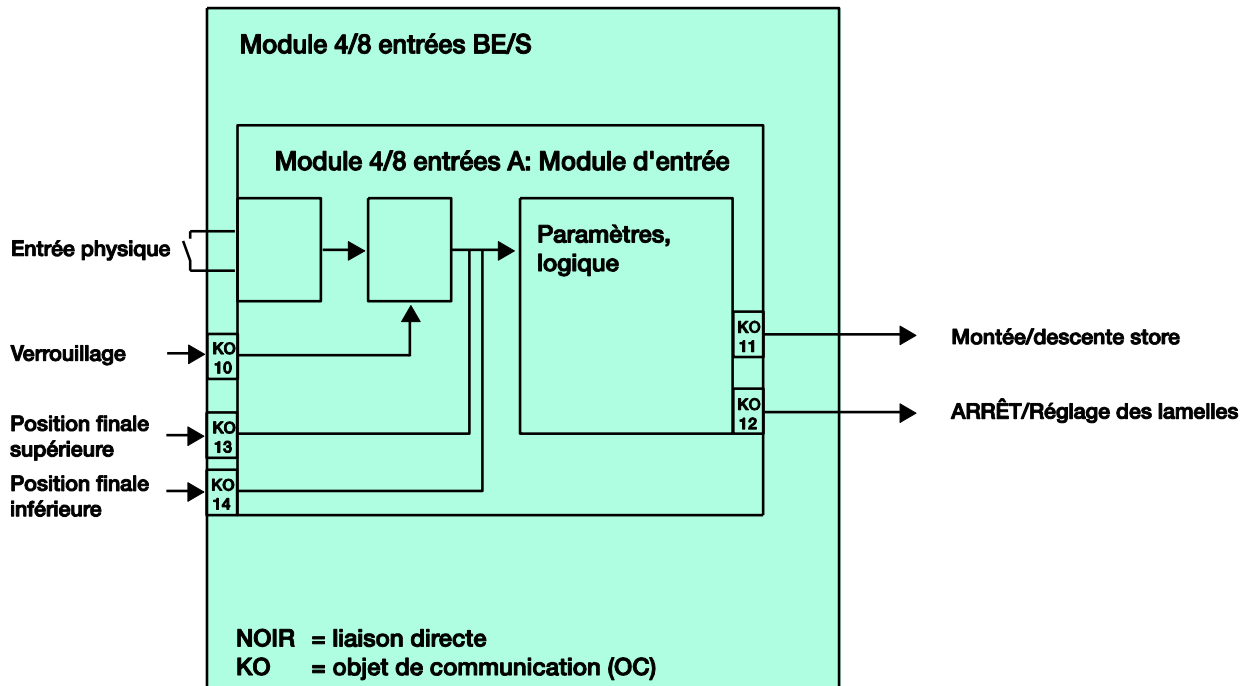 Module 4/8 entrées BE/S
Module 4/8 entrées A: Module d'entrée
Entrée physique
Paramètres,
logique
Verrouillage
KO
10
KO
11
Montée/descente store
Position finale
supérieure
KO
13
KO
12
ARRÊT/Réglage des lamelles
Position finale
inférieure
KO
14
NOIR = liaison directe
KO = objet de communication (OC)